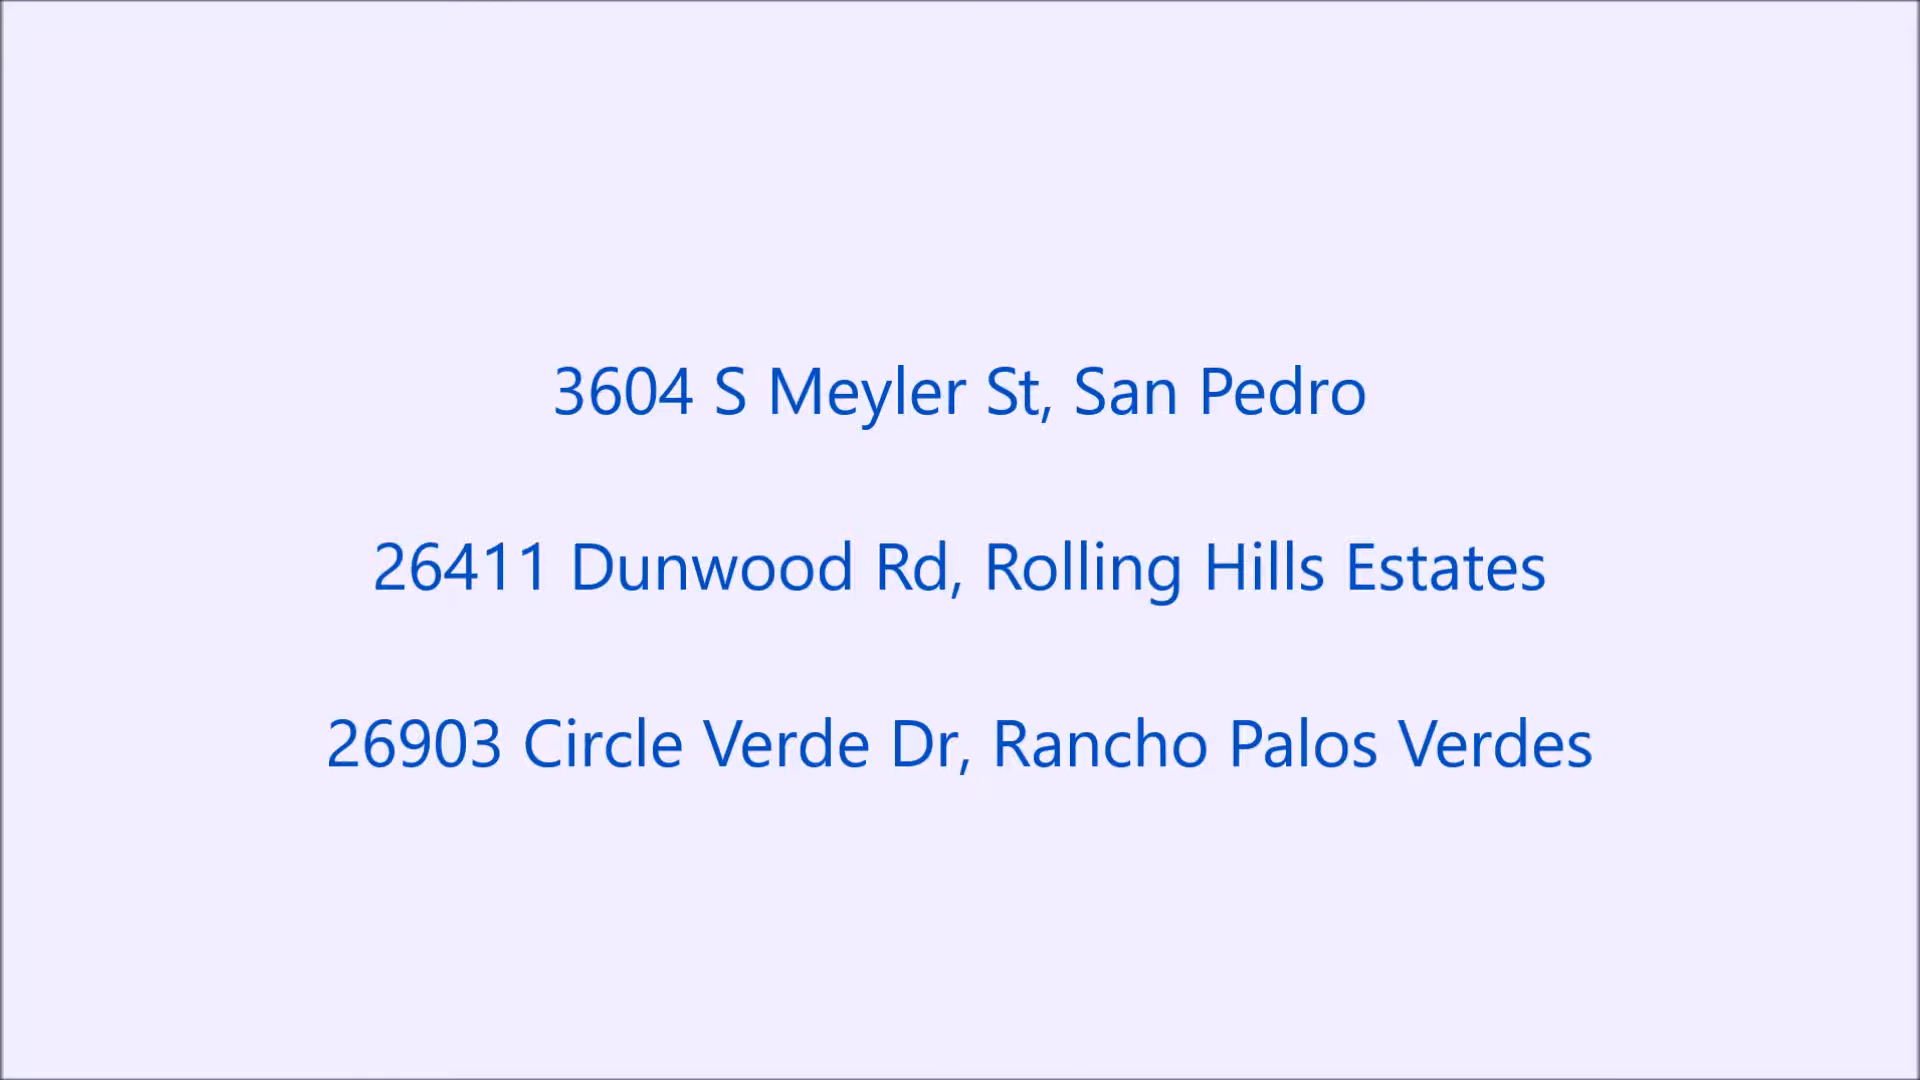 3604 S Meyler St, San Pedro
26411 Dunwood Rd, Rolling Hills Estates
26903 Circle Verde Dr, Rancho Palos Verdes